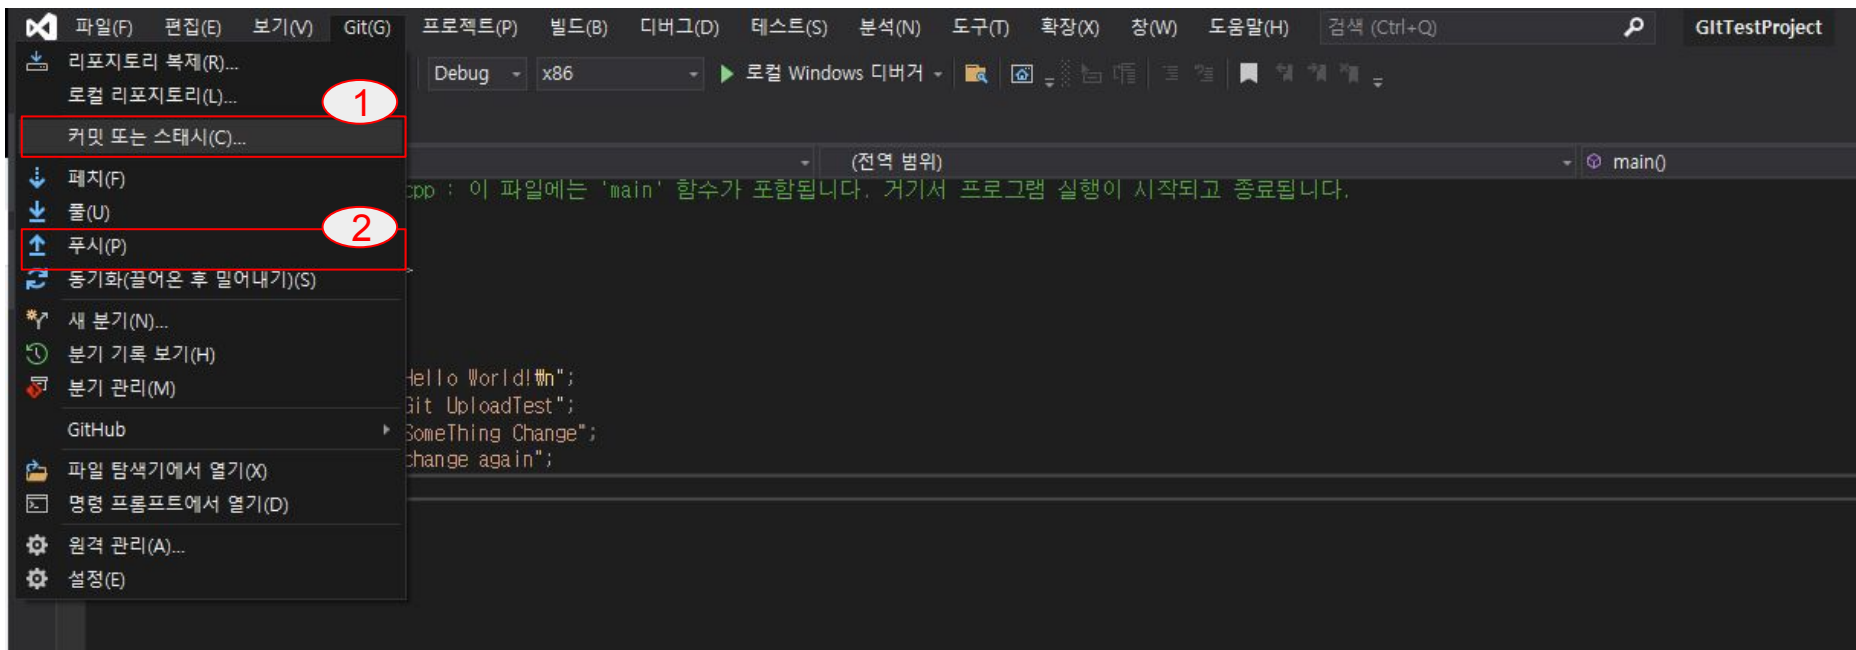 파일(F) 편집(E) 보기(V) Git(G) 프로젝트(P) 빌드(B) 디버그(D) 테스트(S) 분석(N) 도구(T) 확장(X) 창(W) 도움말(H) 검색 (Ctrl+Q) GItTestProject
리포지토리 복제(R)...
Debug x86 로컬 Windows 디버거
로컬 리포지토리(L)...
1
커밋 또는 스태시(C)...
(전역 범위) main()
페치(F)
cpp : 이 파일에는 'main' 함수가 포함됩니다. 거기서 프로그램 실행이 시작되고 종료됩니다.
풀(U)
2
푸시(P)
동기화(끌어온 후 밀어내기)(S)
새 분기(N)...
분기 기록 보기(H)
분기 관리(M)
Hello World!₩n";
Git UploadTest";
GitHub
SomeThing Change";
change again";
파일 탐색기에서 열기(X)
명령 프롬프트에서 열기(D)
원격 관리(A)...
설정(E)